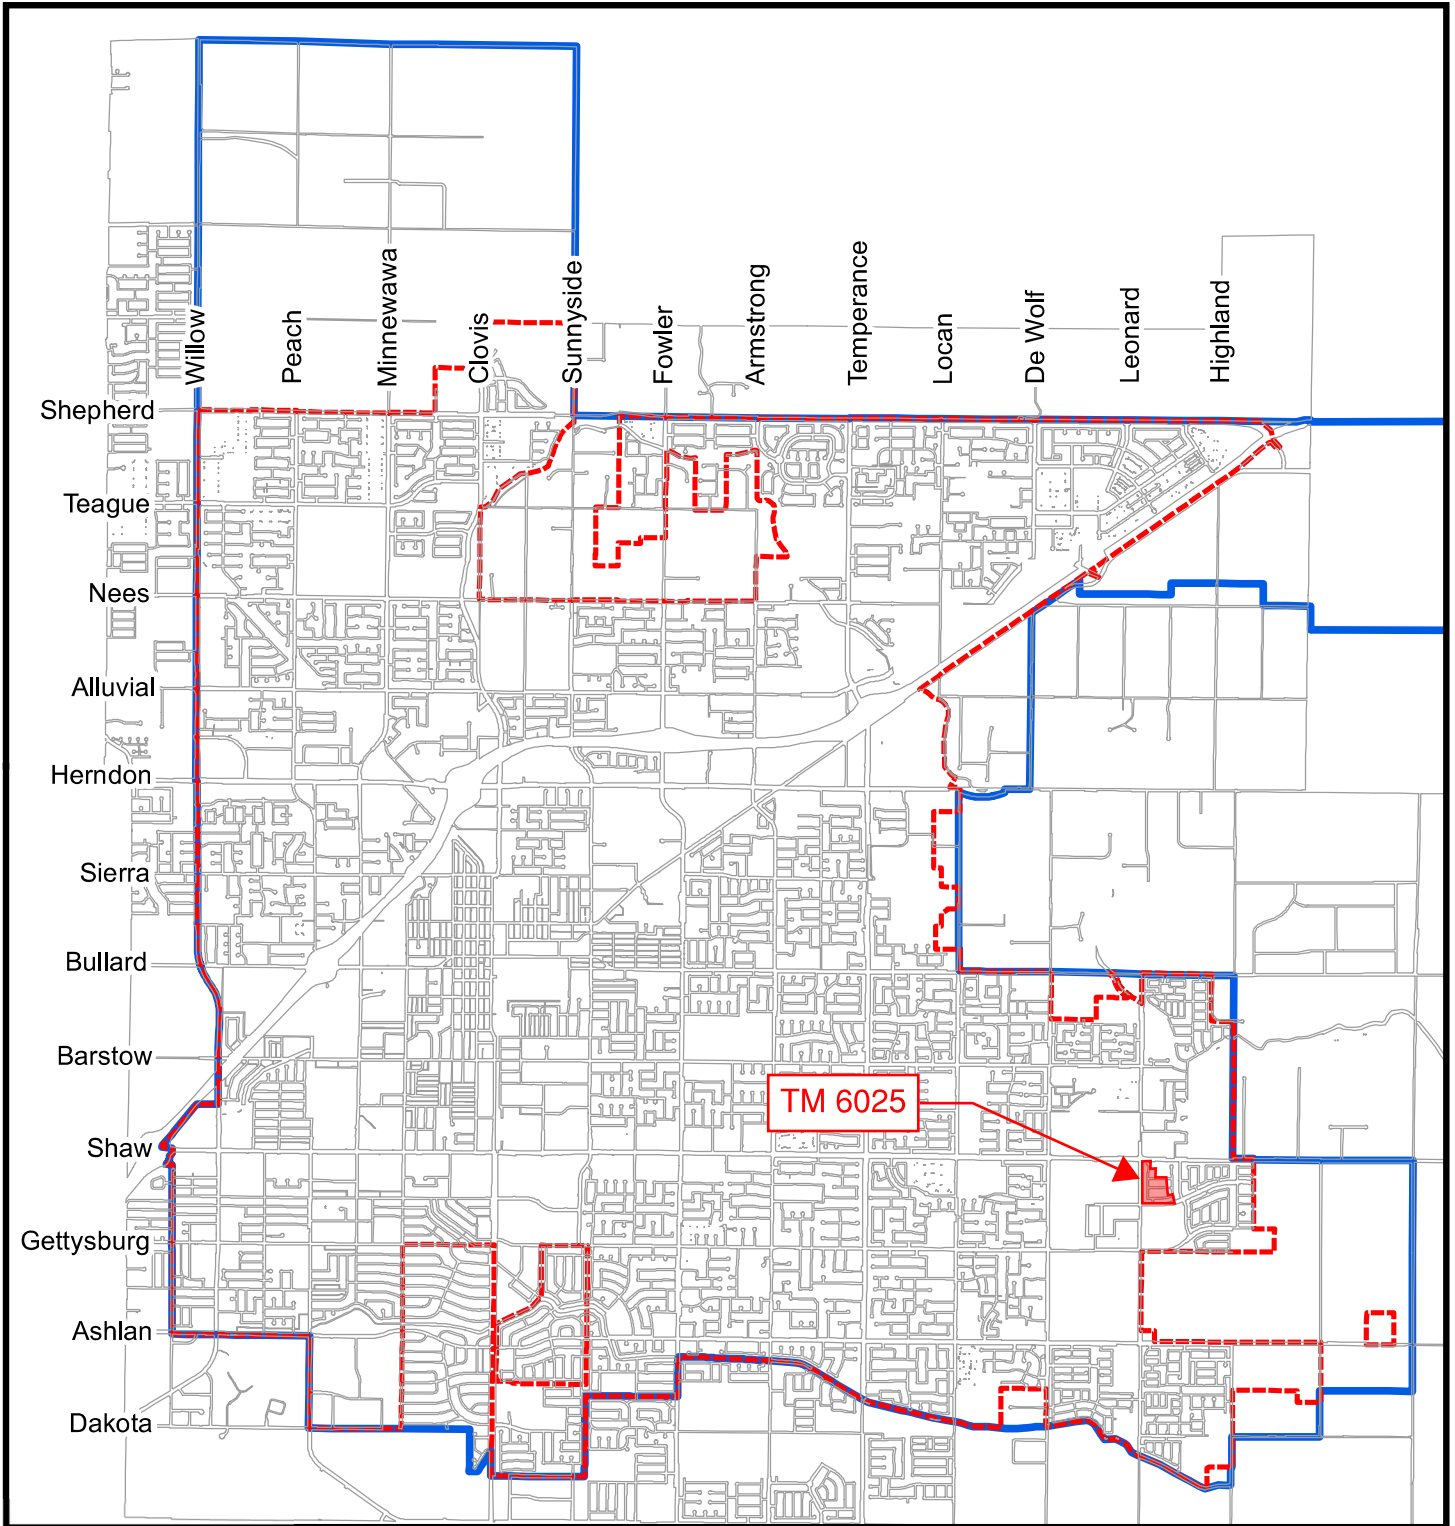 Willow
Peach
Minnewawa
Clovis
Sunnyside
Fowler
Armstrong
Temperance
Locan
De Wolf
Leonard
Highland
Shepherd
Teague
Nees
Alluvial
Herndon
Sierra
Bullard
Barstow
TM 6025
Shaw
Gettysburg
Ashlan
Dakota